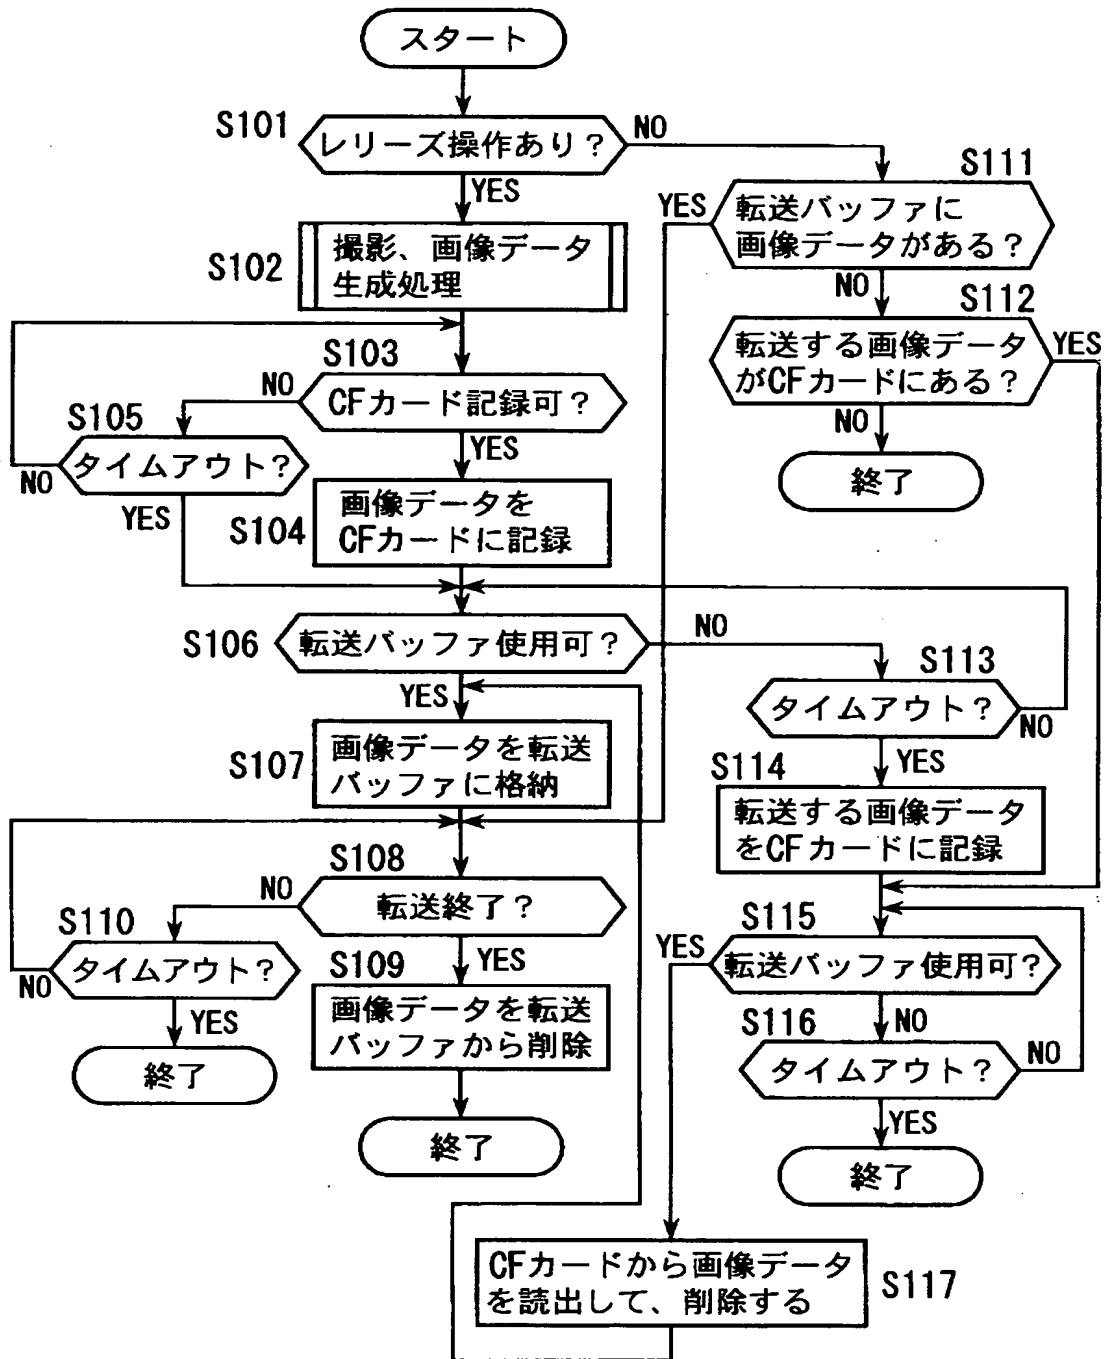 スタート
S101
レリーズ操作あり？
NO
YES
S111
YES
転送バッファに
画像データがある？
NO
S102
撮影、画像データ
生成処理
S112
転送する画像データ
がCFカードにある？
YES
NO
終了
S103
CFカード記録可？
NO
YES
S105
タイムアウト？
NO
YES
S104
画像データを
CFカードに記録
S106
転送バッファ使用可？
NO
YES
S113
タイムアウト？
NO
YES
S107
画像データを転送
バッファに格納
S114
転送する画像データ
をCFカードに記録
S108
転送終了？
NO
YES
S110
タイムアウト？
NO
YES
終了
S109
画像データを転送
バッファから削除
終了
S115
YES
転送バッファ使用可？
NO
S116
タイムアウト？
NO
YES
終了
CFカードから画像データ
を読出して、削除する
S117